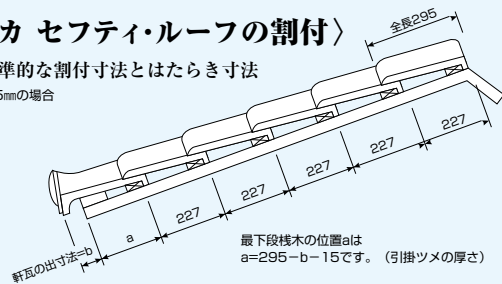 カ セフティ・ルーフの割付〉
準的な割付寸法とはたらき寸法
5㎜の場合
全長295
227
227
227
227
227
a
軒瓦の出寸法=b
最下段桟木の位置aは
a=295−b−15です。（引掛ツメの厚さ）